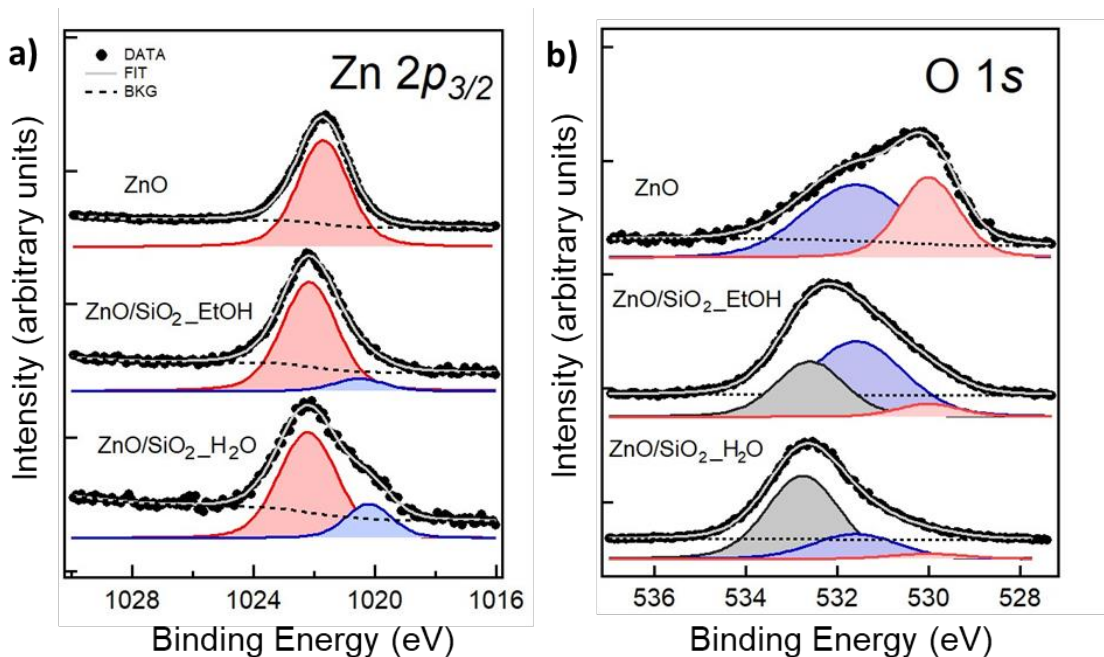 a)
DATA
FIT
BKG
Zn 2p3/2
ZnO
ZnO/SiO2_EtOH
ZnO/SiO2_H2O
Intensity (arbitrary units)
1028 1024 1020 1016
Binding Energy (eV)
b)
O 1s
ZnO
ZnO/SiO2_EtOH
ZnO/SiO2_H2O
Intensity (arbitrary units)
536 534 532 530 528
Binding Energy (eV)